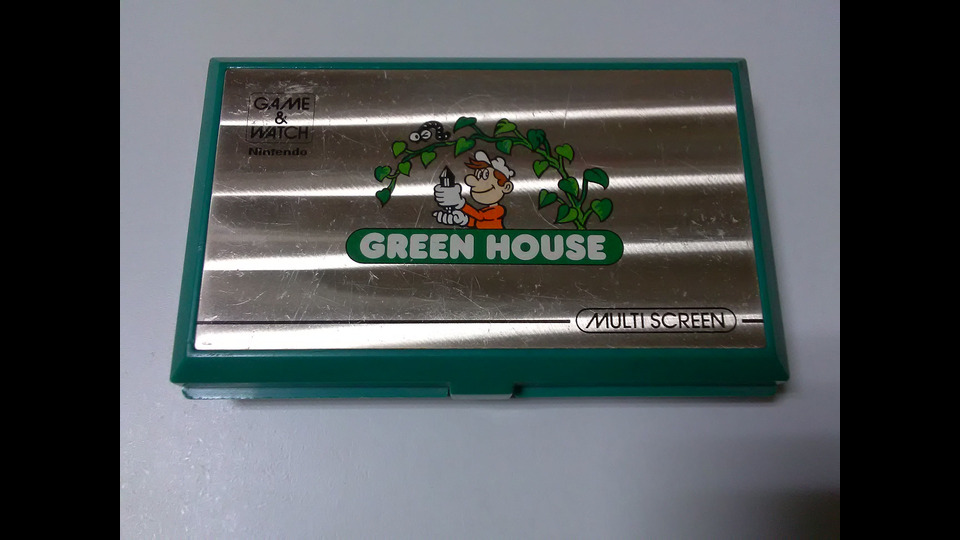 GAME
&
WATCH
Nintendo
GREEN HOUSE
MULTI SCREEN